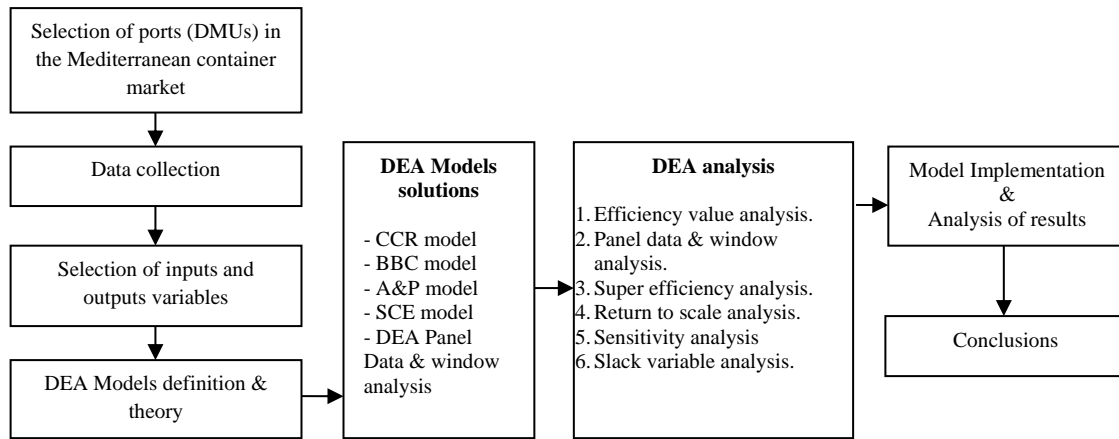 Selection of ports (DMUs) in
the Mediterranean container
market
Data collection
Selection of inputs and
outputs variables
DEA Models definition &
theory
DEA Models
solutions
- CCR model
- BBC model
- A&P model
- SCE model
- DEA Panel
Data & window
analysis
DEA analysis
1. Efficiency value analysis.
2. Panel data & window
analysis.
3. Super efficiency analysis.
4. Return to scale analysis.
5. Sensitivity analysis
6. Slack variable analysis.
Model Implementation
&
Analysis of results
Conclusions